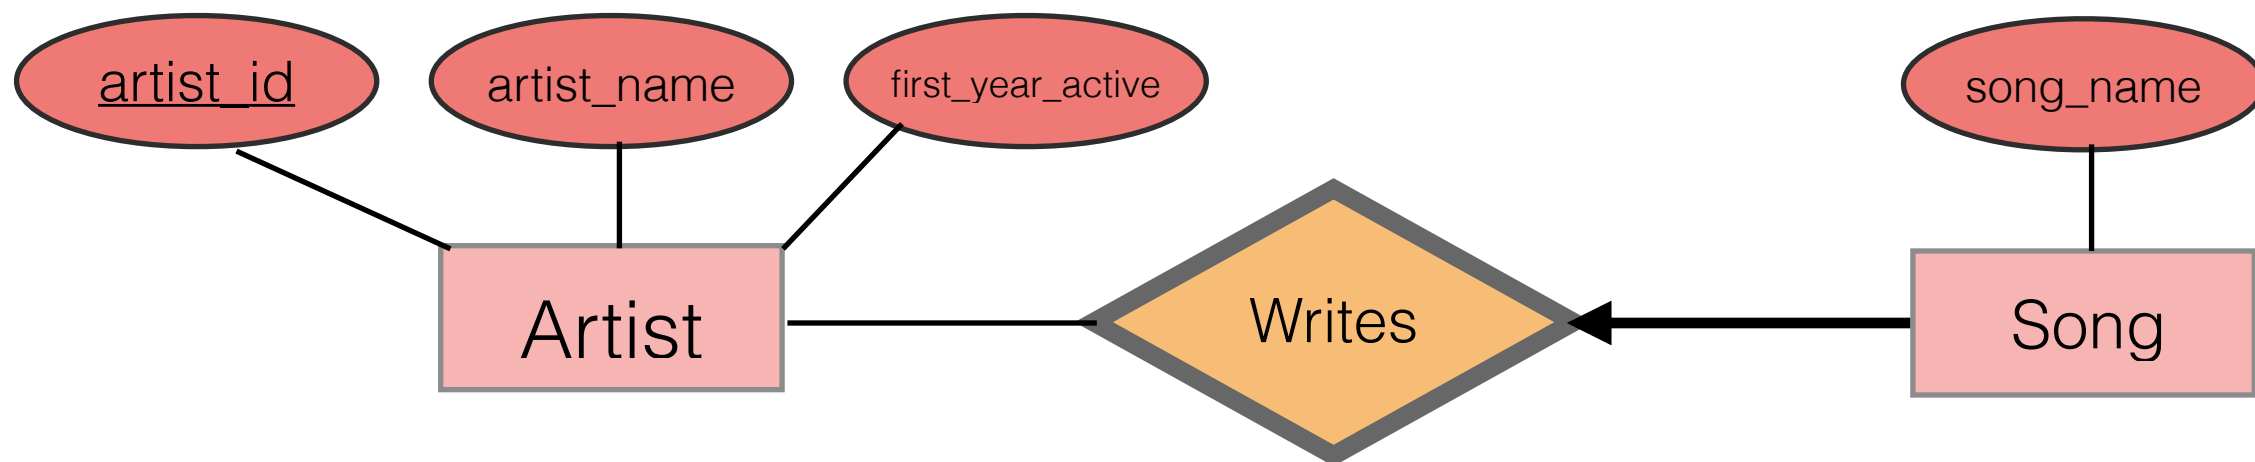 artist_id
artist_name
first_year_active
song_name
Artist
Writes
Song